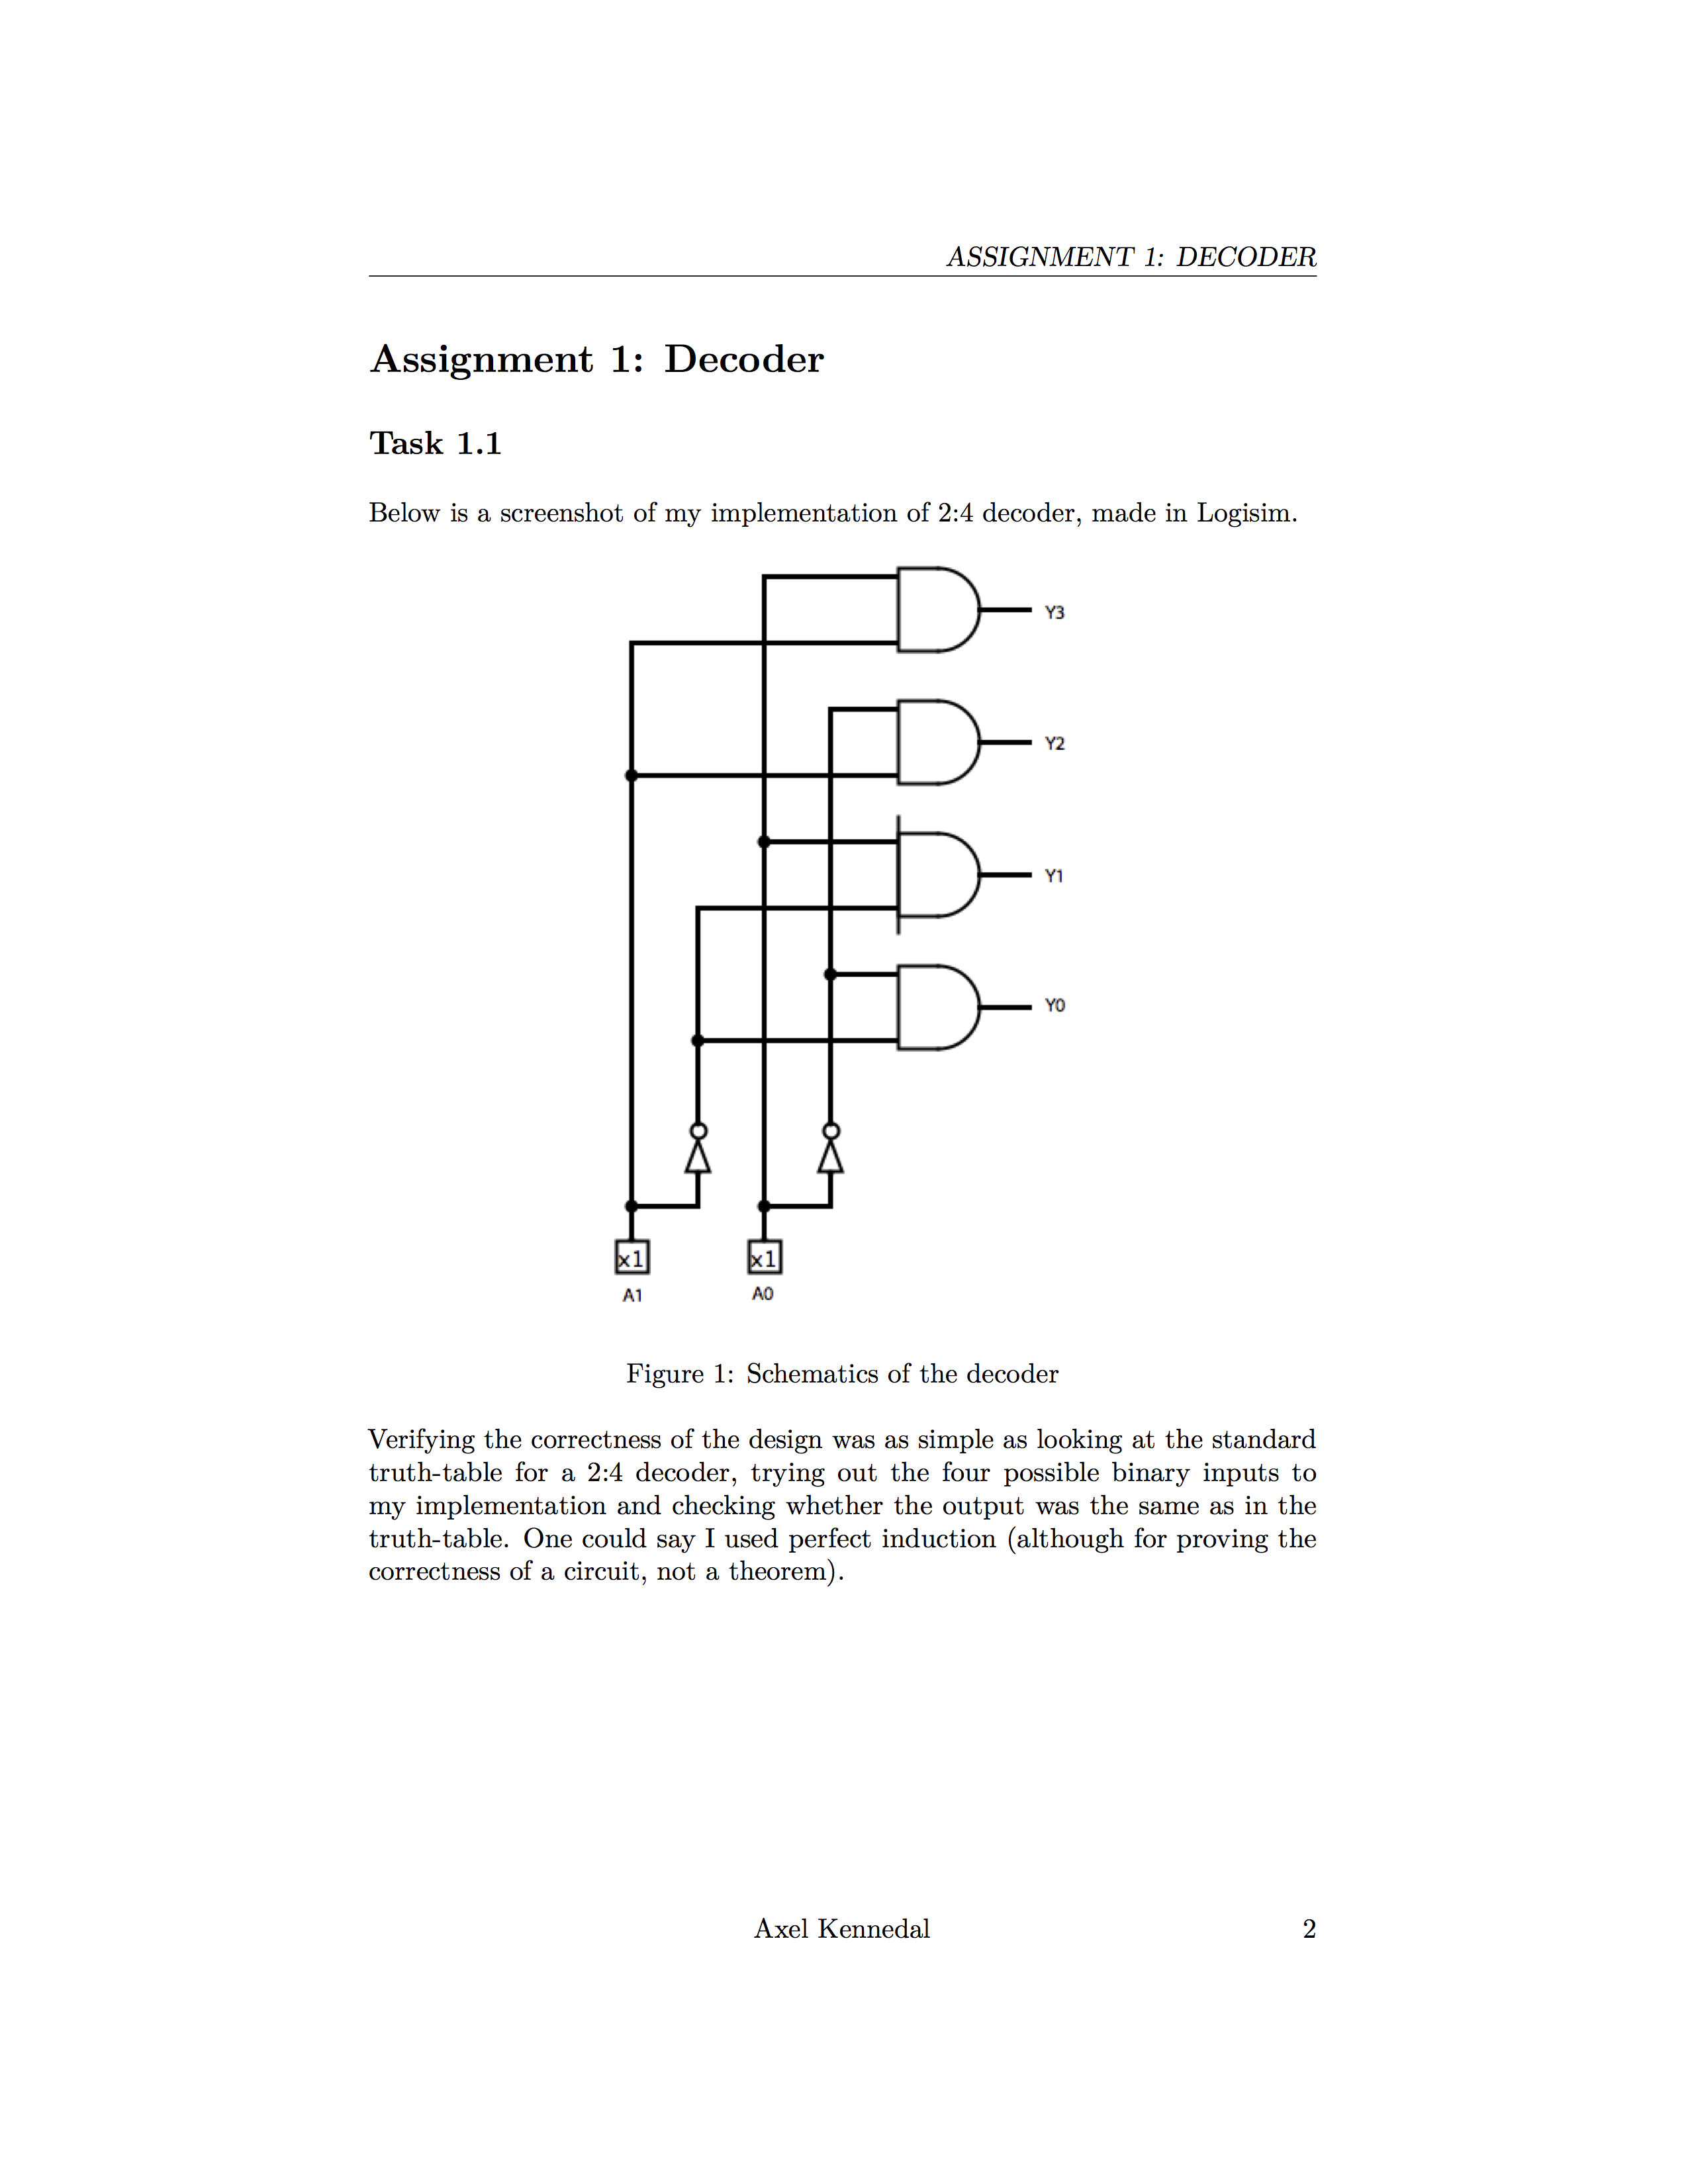 ASSIGNMENT 1: DECODER
Assignment 1: Decoder
Task 1.1
Below is a screenshot of my implementation of 2:4 decoder, made in Logisim.
Y3
Y2
Y1
Y0
x1 x1
A1 A0
Figure 1: Schematics of the decoder
Verifying the correctness of the design was as simple as looking at the standard
truth-table for a 2:4 decoder, trying out the four possible binary inputs to
my implementation and checking whether the output was the same as in the
truth-table. One could say I used perfect induction (although for proving the
correctness of a circuit, not a theorem).
Axel Kennedal 2